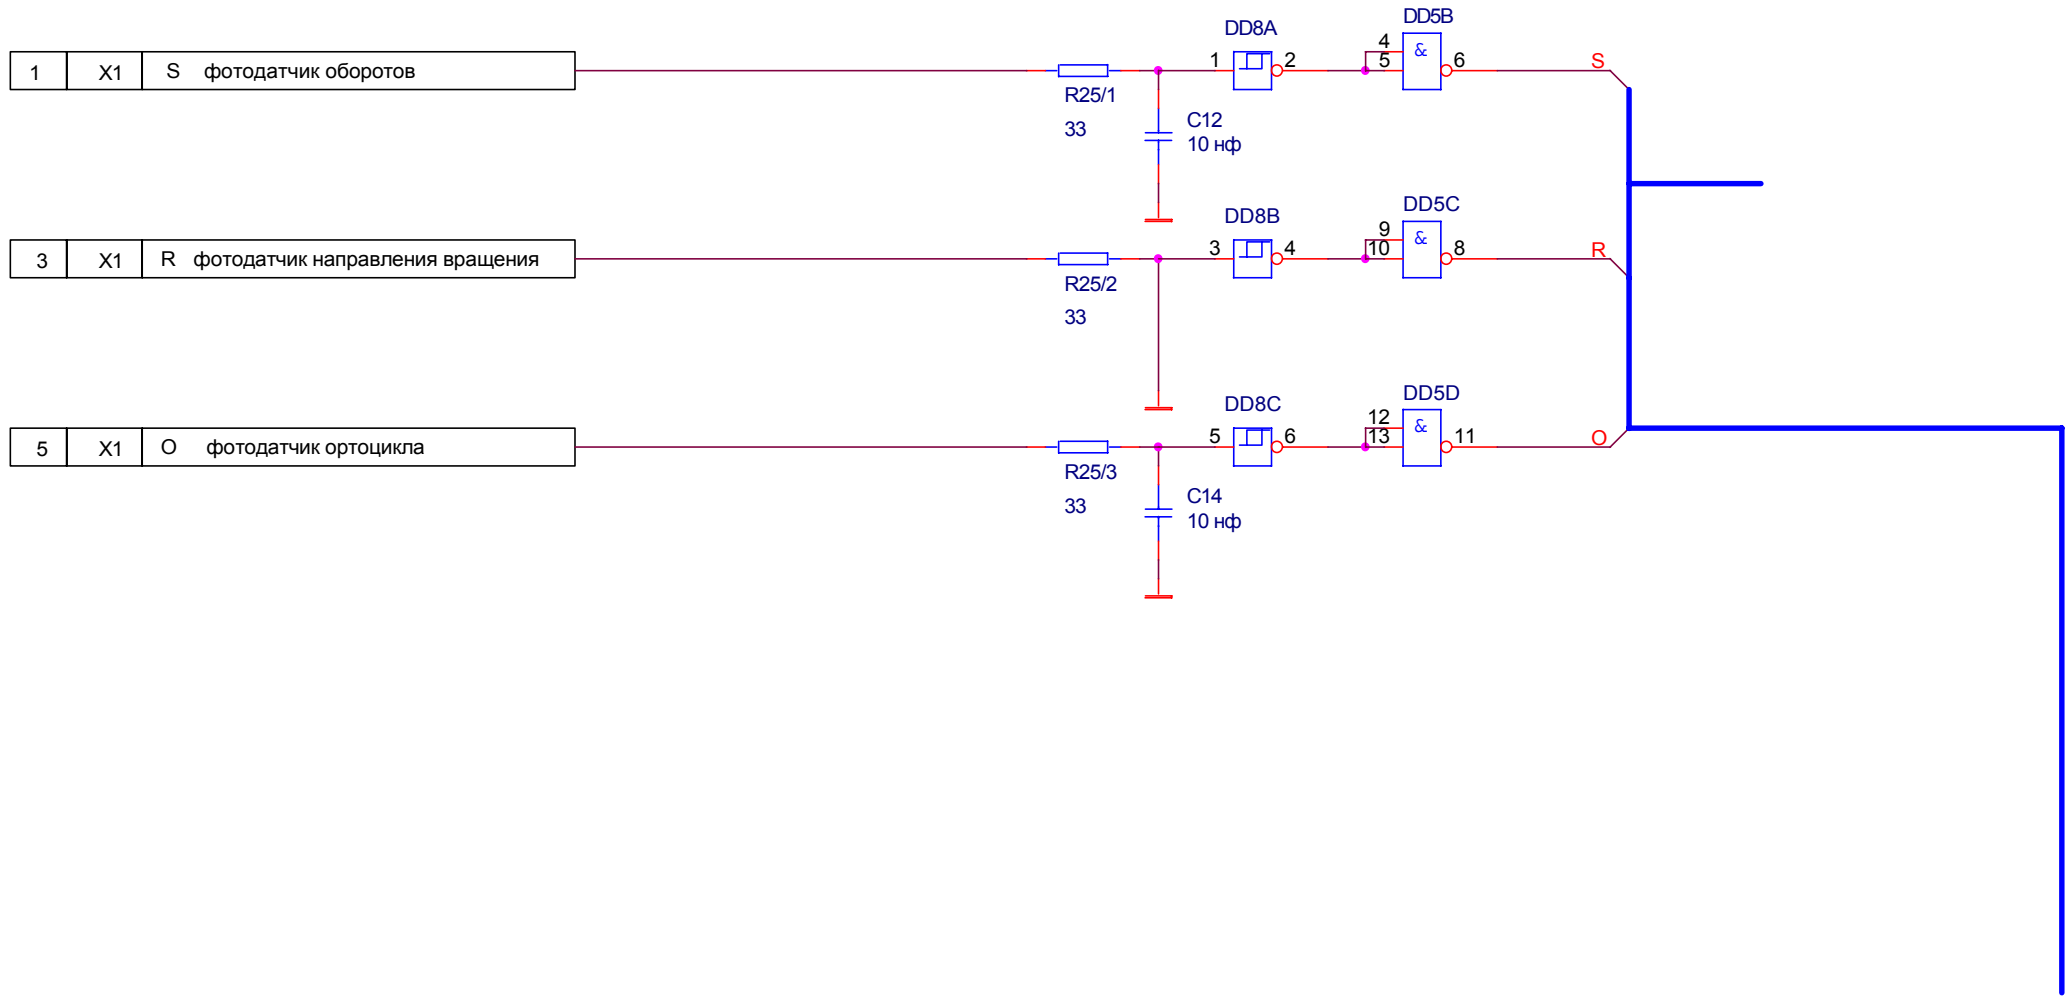 DD5B
DD8A
1 X1 S фотодатчик оборотов
1 2 4 5 & 6 S
R25/1
33
C12
10 нф
DD5C
DD8B
3 X1 R фотодатчик направления вращения
3 4 9 10 & 8 R
R25/2
33
DD5D
DD8C
5 X1 O фотодатчик ортоцикла
5 6 12 13 & 11 O
R25/3
33
C14
10 нф